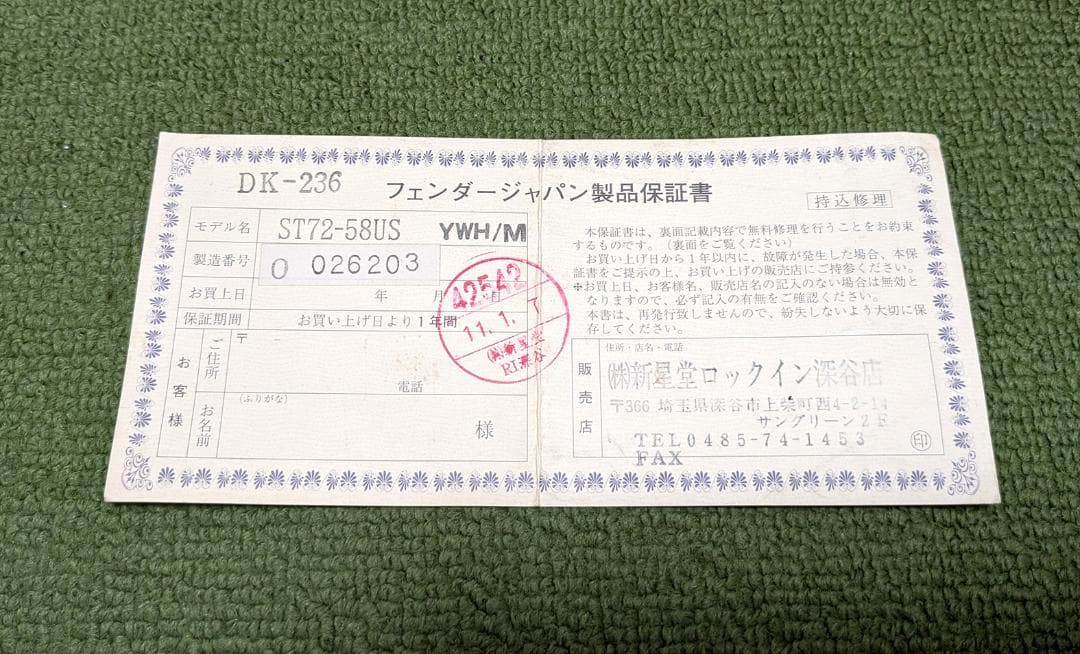 DK-236
フェンダージャパン製品保証書
持込修理
モデル名 ST72-58US YWH/M
製造番号 O 026203
お買上日 年 月 日
保証期間 お買い上げ日より1年間
お客様
ご住所 〒
電話
お名前 (ふりがな)
様
42542
11.1.7
㈱新星堂
RI深谷
本保証書は、裏面記載内容で無料修理を行うことをお約束
するものです。(裏面をご覧ください)
お買い上げ日から1年以内に、故障が発生した場合、本保
証書をご提示の上、お買い上げの販売店にご持参ください。
*お買上日、お客様名、販売店名の記入のない場合は無効と
なりますので、必ず記入の有無をご確認ください。
本書は、再発行致しませんので、紛失しないよう大切に保
存してください。
販売店
住所・店名・電話
㈱新星堂ロックイン深谷店
〒366 埼玉県深谷市上柴町西4-2-14
サングリーン2F
TEL0485-74-1453
FAX
印